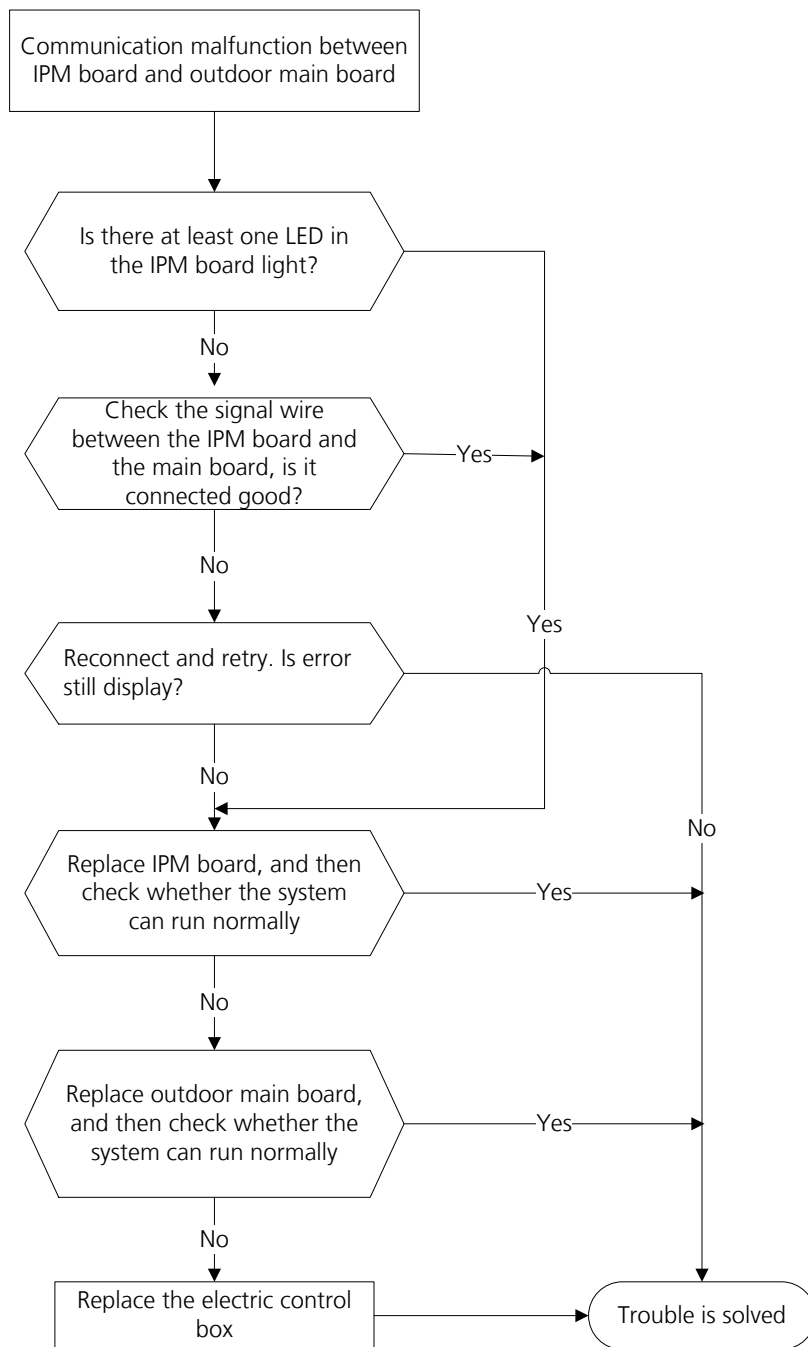 Communication malfunction between
IPM board and outdoor main board
Is there at least one LED in
the IPM board light?
No
Check the signal wire
between the IPM board and
the main board, is it
connected good?
Yes
No
Yes
Reconnect and retry. Is error
still display?
No
No
Replace IPM board, and then
check whether the system
can run normally
Yes
No
Replace outdoor main board,
and then check whether the
system can run normally
Yes
No
Replace the electric control
box
Trouble is solved